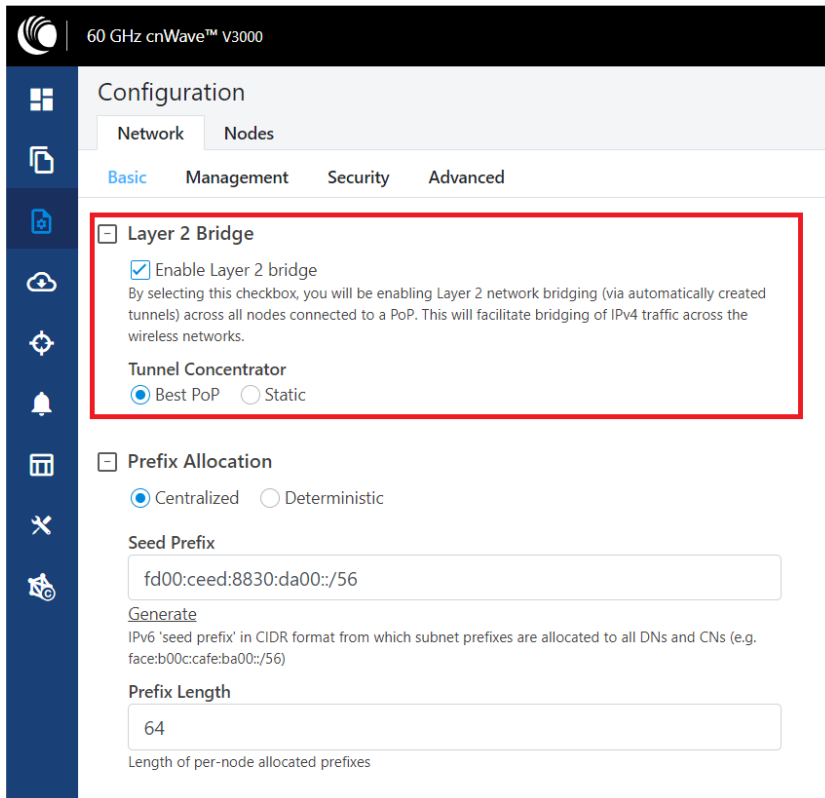 60 GHz cnWave™ V3000
Configuration
Network Nodes
Basic Management Security Advanced
Layer 2 Bridge
Enable Layer 2 bridge
By selecting this checkbox, you will be enabling Layer 2 network bridging (via automatically created
tunnels) across all nodes connected to a PoP. This will facilitate bridging of IPv4 traffic across the
wireless networks.
Tunnel Concentrator
Best PoP Static
Prefix Allocation
Centralized Deterministic
Seed Prefix
fd00:ceed:8830:da00::/56
Generate
IPv6 'seed prefix' in CIDR format from which subnet prefixes are allocated to all DNs and CNs (e.g.
face:b00c:cafe:ba00::/56)
Prefix Length
64
Length of per-node allocated prefixes